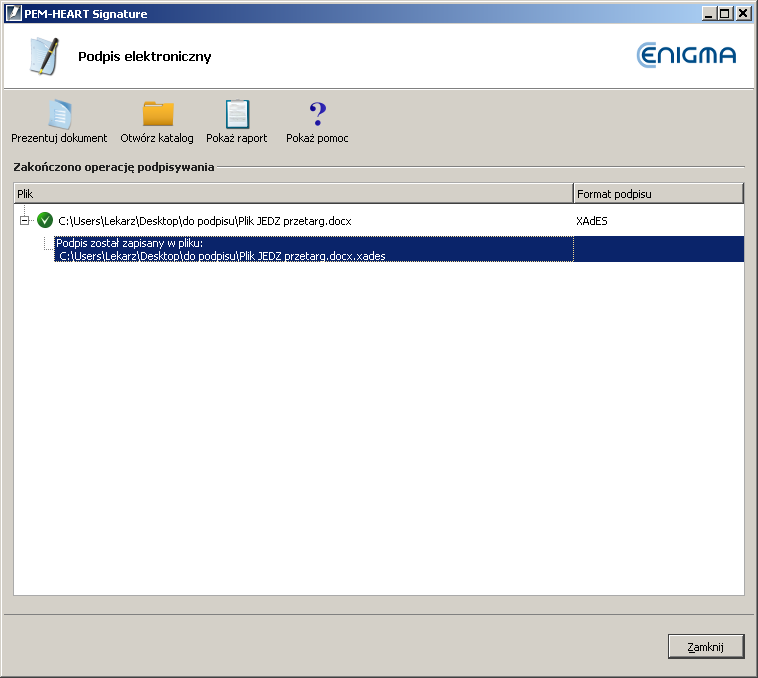 PEM-HEART Signature
Podpis elektroniczny
ENIGMA
Prezentuj dokument Otwórz katalog Pokaż raport Pokaż pomoc
Zakończono operację podpisywania
Plik Format podpisu
C:\Users\Lekarz\Desktop\do podpisu\Plik JEDZ przetarg.docx XAdES
Podpis został zapisany w pliku:
C:\Users\Lekarz\Desktop\do podpisu\Plik JEDZ przetarg.docx.xades
Zamknij